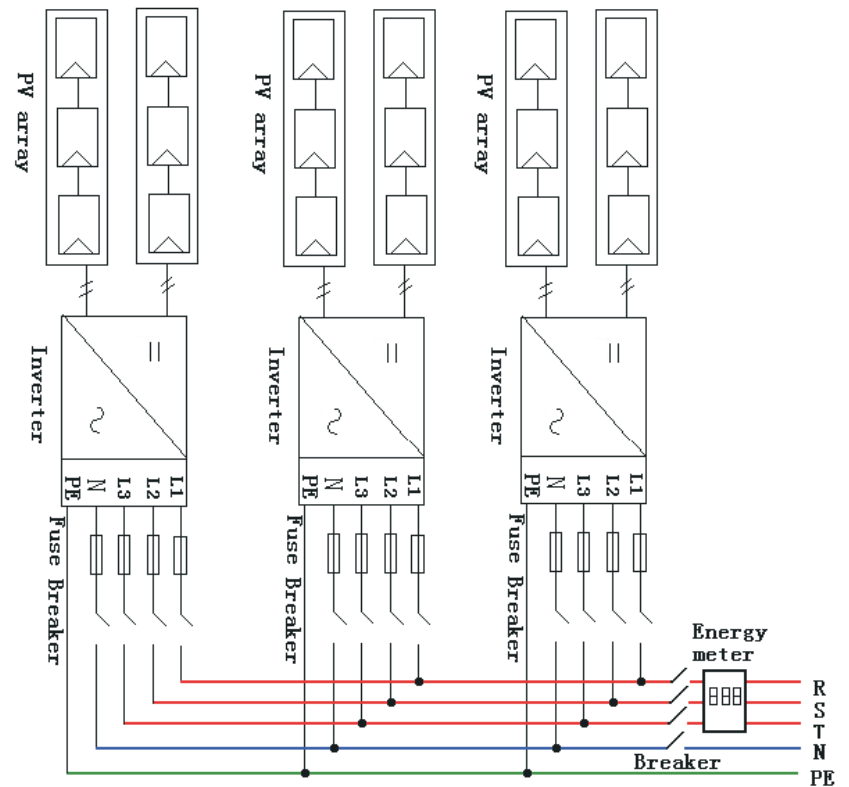 PV array
PV array
PV array
Inverter
Inverter
Inverter
PE N L3 L2 L1
PE N L3 L2 L1
PE N L3 L2 L1
Fuse Breaker
Fuse Breaker
Fuse Breaker
Energy
meter
R
S
T
N
Breaker
PE